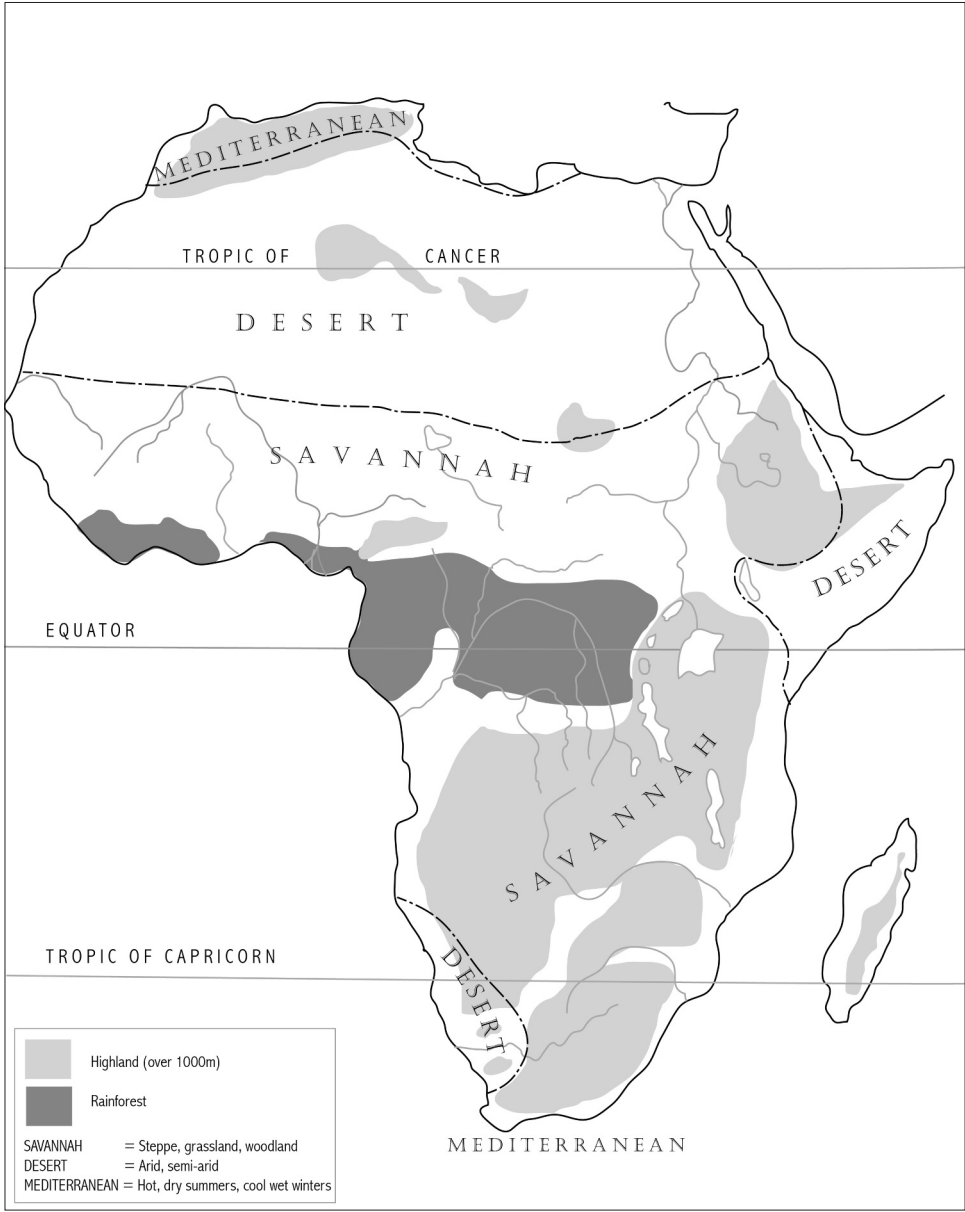 MEDITERRANEAN
TROPIC OF CANCER
DESERT
SAVANNAH
DESERT
EQUATOR
SAVANNAH
TROPIC OF CAPRICORN
DESERT
Highland (over 1000m)
Rainforest
SAVANNAH = Steppe, grassland, woodland
DESERT = Arid, semi-arid
MEDITERRANEAN = Hot, dry summers, cool wet winters
MEDITERRANEAN